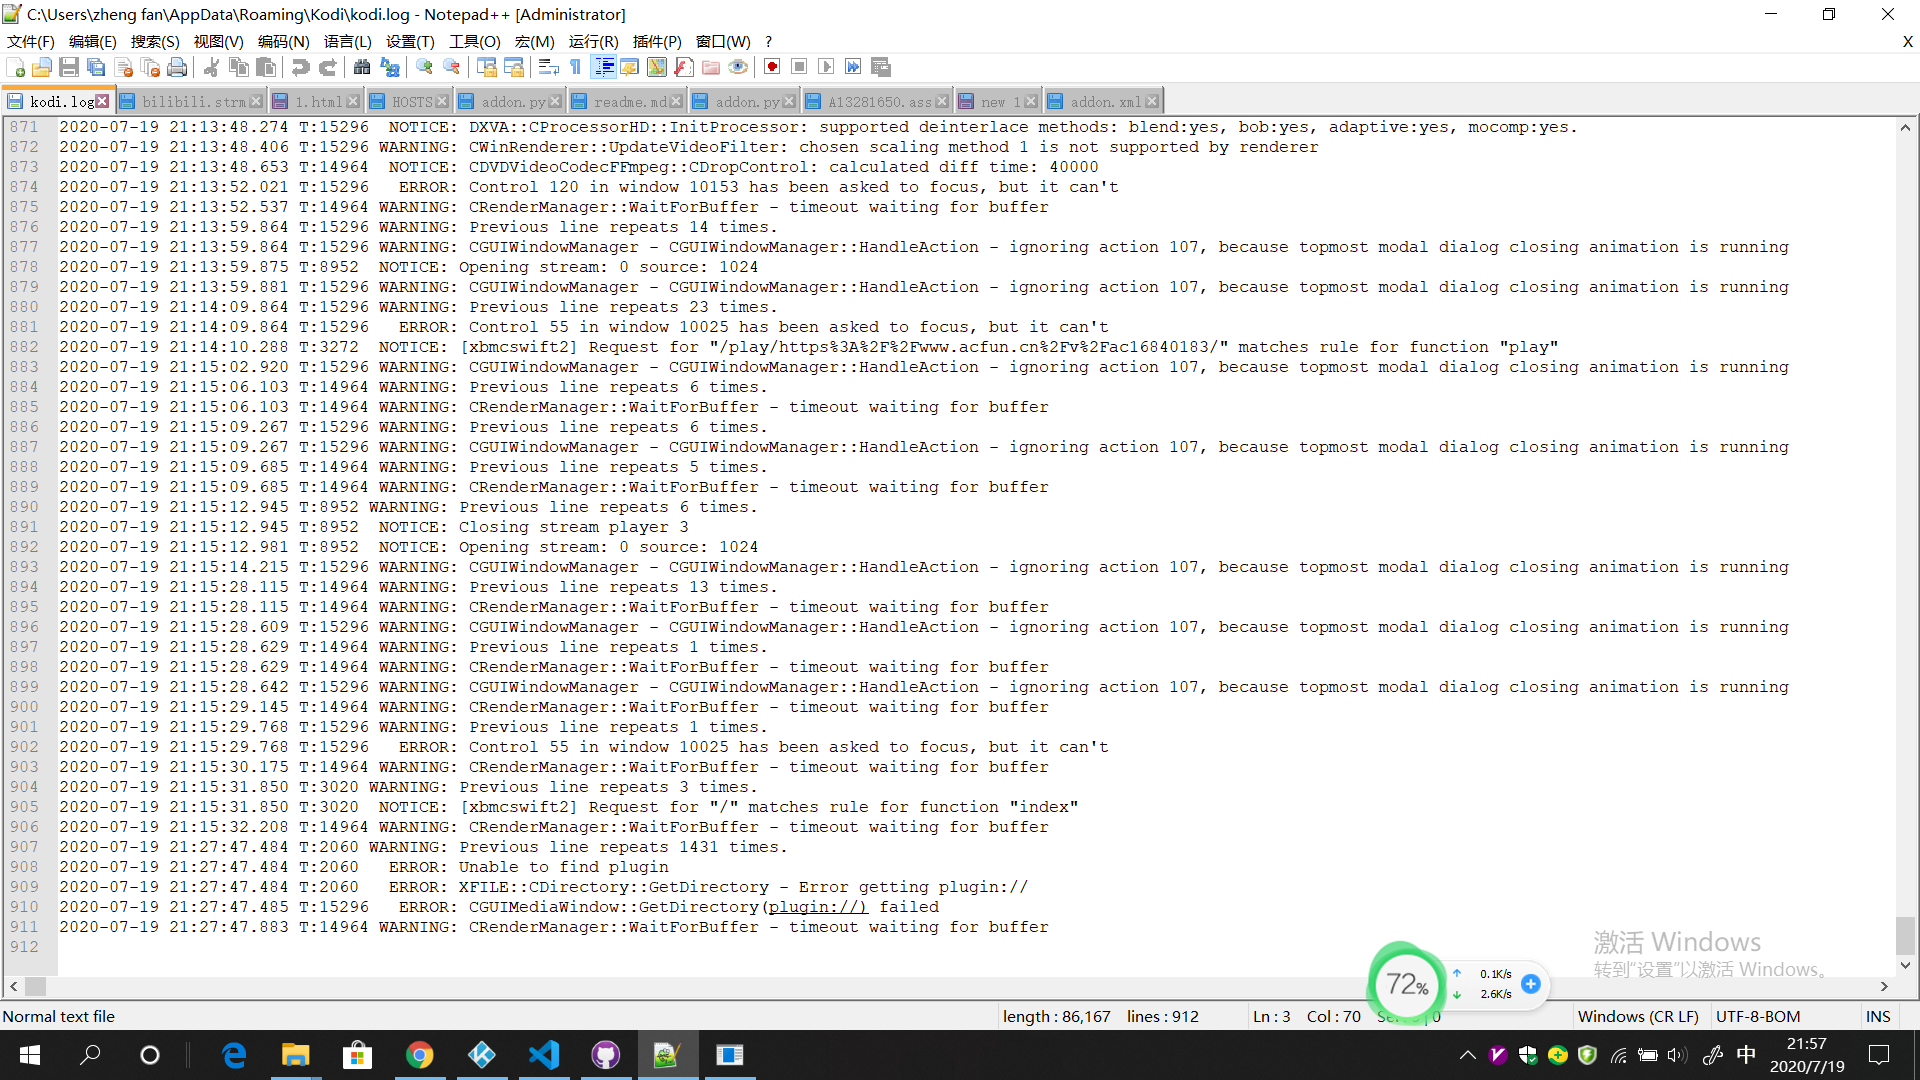 C:\Users\zheng fan\AppData\Roaming\Kodi\kodi.log - Notepad++ [Administrator]
文件(F) 编辑(E) 搜索(S) 视图(V) 编码(N) 语言(L) 设置(T) 工具(O) 宏(M) 运行(R) 插件(P) 窗口(W) ? X
kodi.log bilibili.strm 1.html HOSTS addon.py readme.md addon.py A13281650.ass new 1 addon.xml
871 2020-07-19 21:13:48.274 T:15296 NOTICE: DXVA::CProcessorHD::InitProcessor: supported deinterlace methods: blend:yes, bob:yes, adaptive:yes, mocomp:yes.
872 2020-07-19 21:13:48.406 T:15296 WARNING: CWinRenderer::UpdateVideoFilter: chosen scaling method 1 is not supported by renderer
873 2020-07-19 21:13:48.653 T:14964 NOTICE: CDVDVideoCodecFFmpeg::CDropControl: calculated diff time: 40000
874 2020-07-19 21:13:52.021 T:15296 ERROR: Control 120 in window 10153 has been asked to focus, but it can't
875 2020-07-19 21:13:52.537 T:14964 WARNING: CRenderManager::WaitForBuffer - timeout waiting for buffer
876 2020-07-19 21:13:59.864 T:15296 WARNING: Previous line repeats 14 times.
877 2020-07-19 21:13:59.864 T:15296 WARNING: CGUIWindowManager - CGUIWindowManager::HandleAction - ignoring action 107, because topmost modal dialog closing animation is running
878 2020-07-19 21:13:59.875 T:8952 NOTICE: Opening stream: 0 source: 1024
879 2020-07-19 21:13:59.881 T:15296 WARNING: CGUIWindowManager - CGUIWindowManager::HandleAction - ignoring action 107, because topmost modal dialog closing animation is running
880 2020-07-19 21:14:09.864 T:15296 WARNING: Previous line repeats 23 times.
881 2020-07-19 21:14:09.864 T:15296 ERROR: Control 55 in window 10025 has been asked to focus, but it can't
882 2020-07-19 21:14:10.288 T:3272 NOTICE: [xbmcswift2] Request for "/play/https%3A%2F%2Fwww.acfun.cn%2Fv%2Fac16840183/" matches rule for function "play"
883 2020-07-19 21:15:02.920 T:15296 WARNING: CGUIWindowManager - CGUIWindowManager::HandleAction - ignoring action 107, because topmost modal dialog closing animation is running
884 2020-07-19 21:15:06.103 T:14964 WARNING: Previous line repeats 6 times.
885 2020-07-19 21:15:06.103 T:14964 WARNING: CRenderManager::WaitForBuffer - timeout waiting for buffer
886 2020-07-19 21:15:09.267 T:15296 WARNING: Previous line repeats 6 times.
887 2020-07-19 21:15:09.267 T:15296 WARNING: CGUIWindowManager - CGUIWindowManager::HandleAction - ignoring action 107, because topmost modal dialog closing animation is running
888 2020-07-19 21:15:09.685 T:14964 WARNING: Previous line repeats 5 times.
889 2020-07-19 21:15:09.685 T:14964 WARNING: CRenderManager::WaitForBuffer - timeout waiting for buffer
890 2020-07-19 21:15:12.945 T:8952 WARNING: Previous line repeats 6 times.
891 2020-07-19 21:15:12.945 T:8952 NOTICE: Closing stream player 3
892 2020-07-19 21:15:12.981 T:8952 NOTICE: Opening stream: 0 source: 1024
893 2020-07-19 21:15:14.215 T:15296 WARNING: CGUIWindowManager - CGUIWindowManager::HandleAction - ignoring action 107, because topmost modal dialog closing animation is running
894 2020-07-19 21:15:28.115 T:14964 WARNING: Previous line repeats 13 times.
895 2020-07-19 21:15:28.115 T:14964 WARNING: CRenderManager::WaitForBuffer - timeout waiting for buffer
896 2020-07-19 21:15:28.609 T:15296 WARNING: CGUIWindowManager - CGUIWindowManager::HandleAction - ignoring action 107, because topmost modal dialog closing animation is running
897 2020-07-19 21:15:28.629 T:14964 WARNING: Previous line repeats 1 times.
898 2020-07-19 21:15:28.629 T:14964 WARNING: CRenderManager::WaitForBuffer - timeout waiting for buffer
899 2020-07-19 21:15:28.642 T:15296 WARNING: CGUIWindowManager - CGUIWindowManager::HandleAction - ignoring action 107, because topmost modal dialog closing animation is running
900 2020-07-19 21:15:29.145 T:14964 WARNING: CRenderManager::WaitForBuffer - timeout waiting for buffer
901 2020-07-19 21:15:29.768 T:15296 WARNING: Previous line repeats 1 times.
902 2020-07-19 21:15:29.768 T:15296 ERROR: Control 55 in window 10025 has been asked to focus, but it can't
903 2020-07-19 21:15:30.175 T:14964 WARNING: CRenderManager::WaitForBuffer - timeout waiting for buffer
904 2020-07-19 21:15:31.850 T:3020 WARNING: Previous line repeats 3 times.
905 2020-07-19 21:15:31.850 T:3020 NOTICE: [xbmcswift2] Request for "/" matches rule for function "index"
906 2020-07-19 21:15:32.208 T:14964 WARNING: CRenderManager::WaitForBuffer - timeout waiting for buffer
907 2020-07-19 21:27:47.484 T:2060 WARNING: Previous line repeats 1431 times.
908 2020-07-19 21:27:47.484 T:2060 ERROR: Unable to find plugin
909 2020-07-19 21:27:47.484 T:2060 ERROR: XFILE::CDirectory::GetDirectory - Error getting plugin://
910 2020-07-19 21:27:47.485 T:15296 ERROR: CGUIMediaWindow::GetDirectory(plugin://) failed
911 2020-07-19 21:27:47.883 T:14964 WARNING: CRenderManager::WaitForBuffer - timeout waiting for buffer
912
激活 Windows
转到"设置"以激活 Windows。
72% 0.1K/s
2.6K/s
Normal text file length : 86,167 lines : 912 Ln : 3 Col : 70 0 Windows (CR LF) UTF-8-BOM INS
中 21:57
2020/7/19